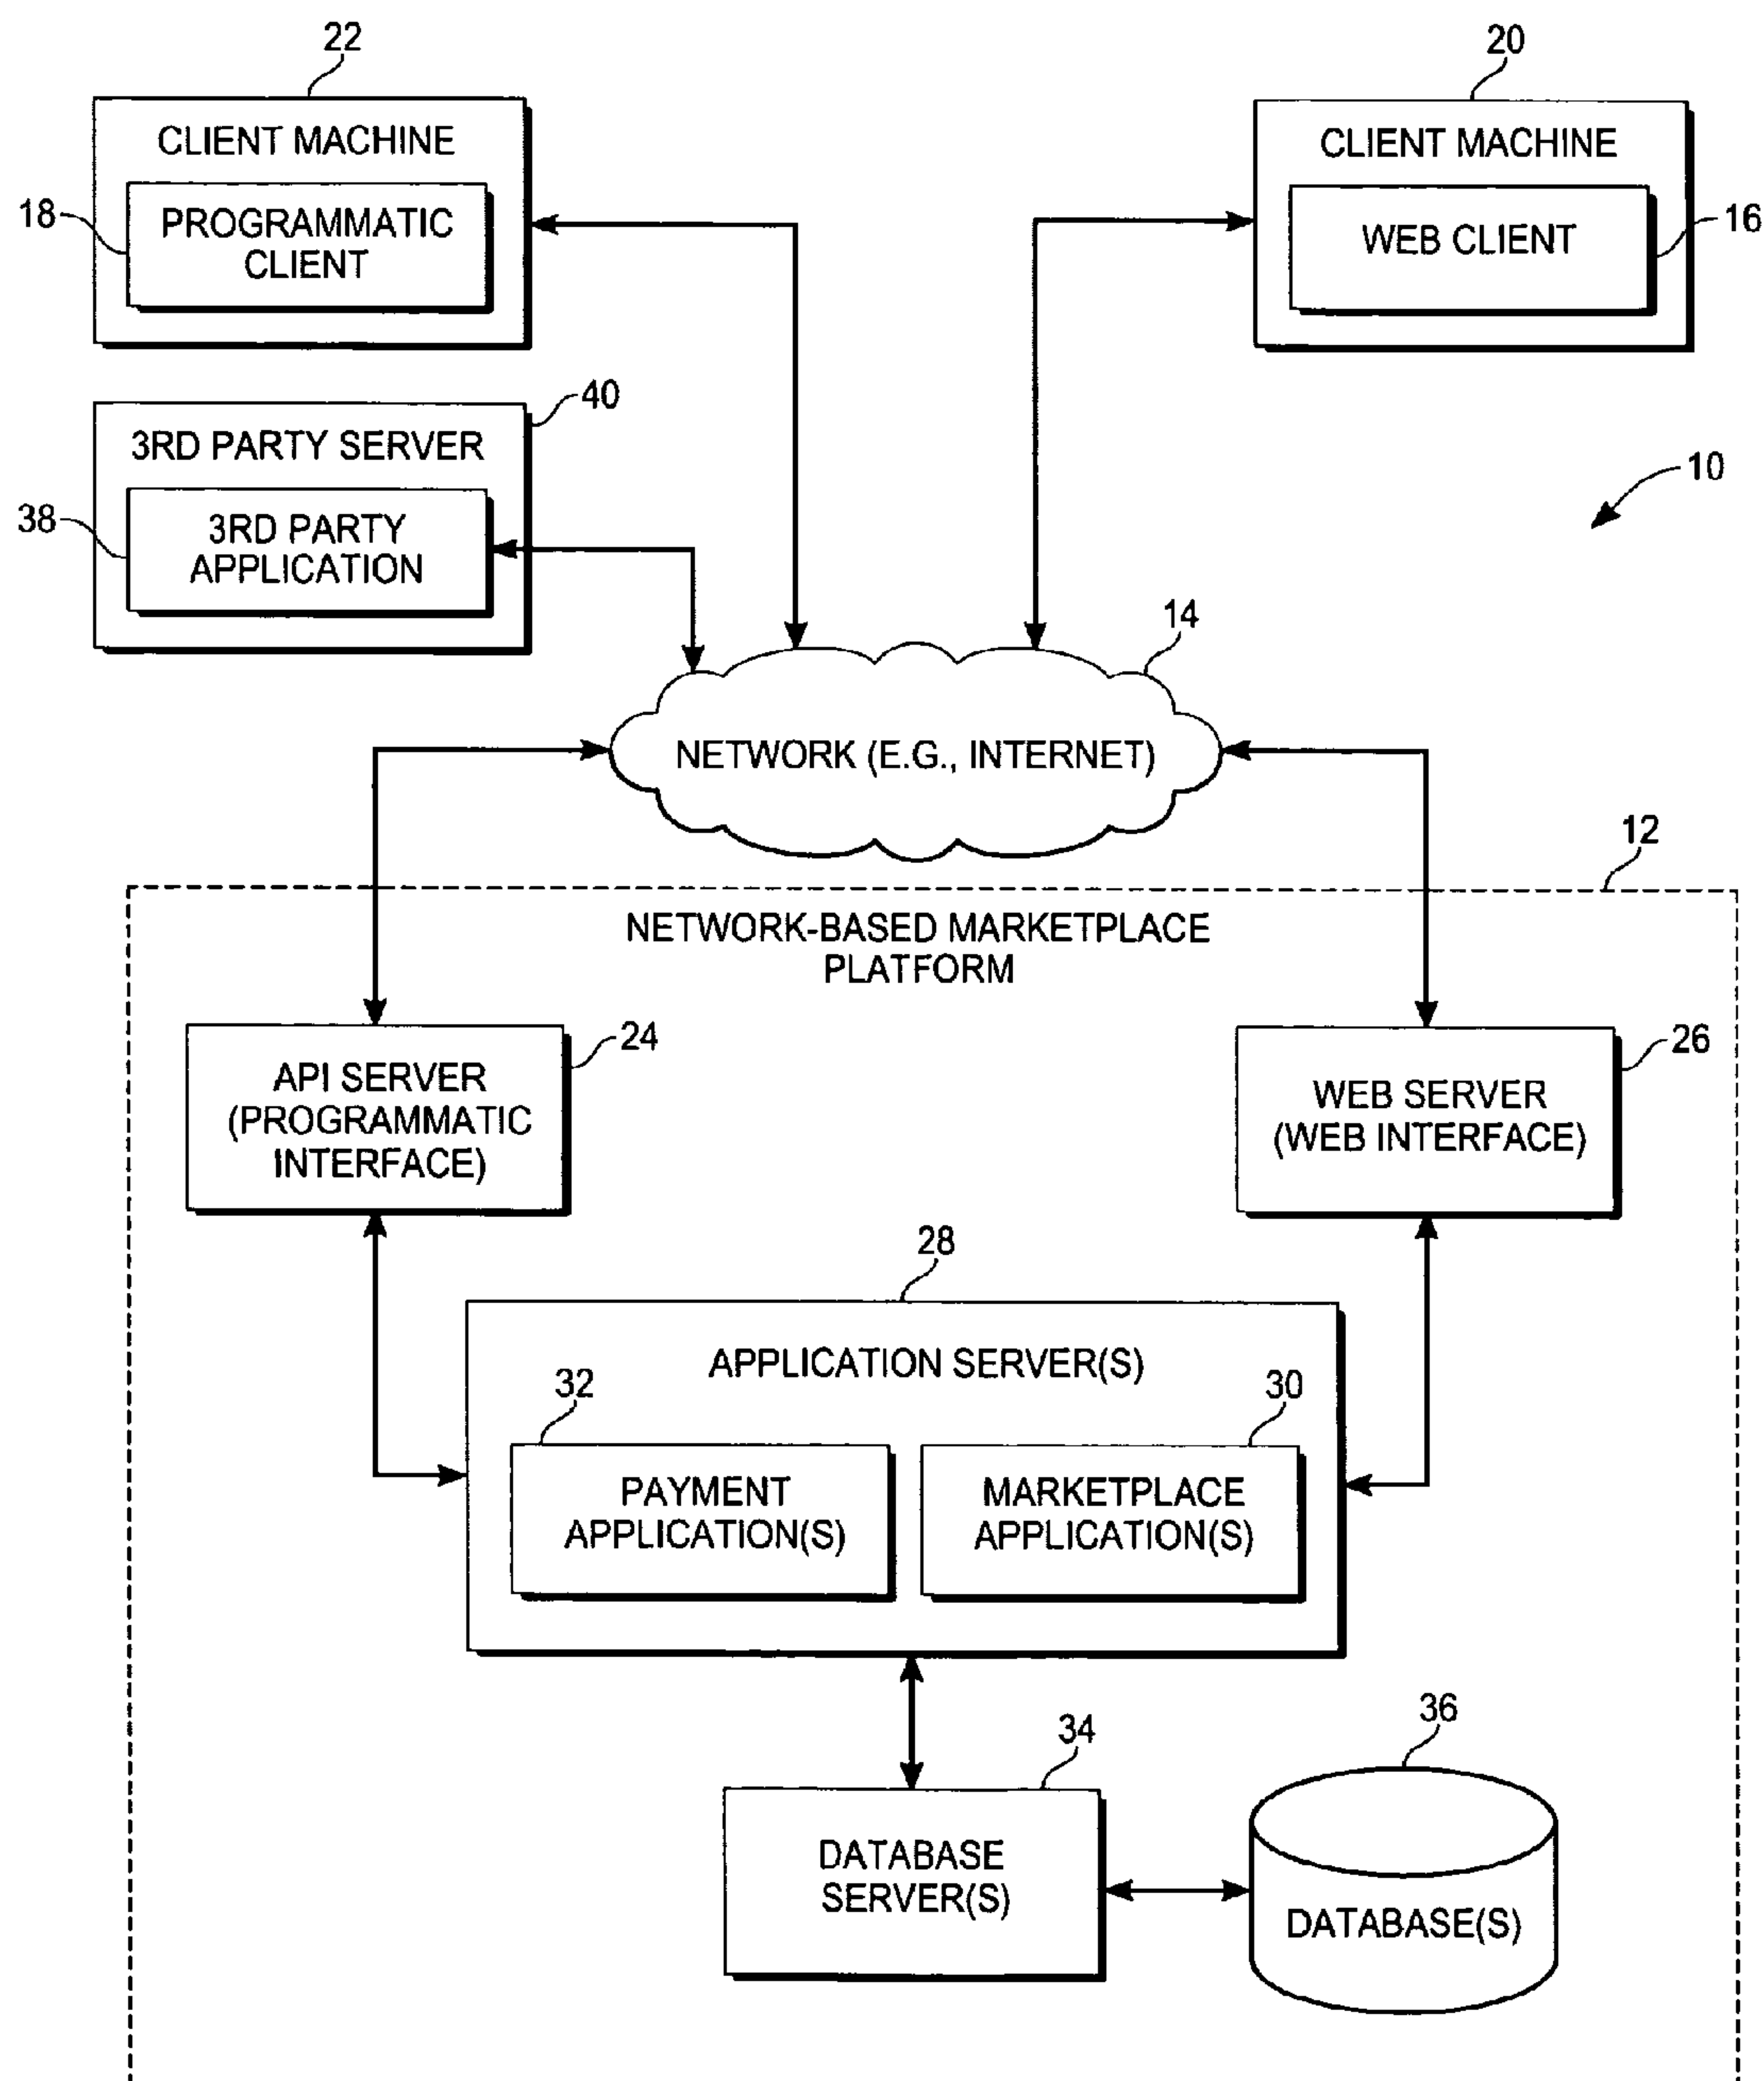 22
20
CLIENT MACHINE
CLIENT MACHINE
18
PROGRAMMATIC
CLIENT
WEB CLIENT
16
40
3RD PARTY SERVER
10
38
3RD PARTY
APPLICATION
14
NETWORK (E.G., INTERNET)
12
NETWORK-BASED MARKETPLACE
PLATFORM
24
API SERVER
(PROGRAMMATIC
INTERFACE)
26
WEB SERVER
(WEB INTERFACE)
28
APPLICATION SERVER(S)
32
30
PAYMENT
APPLICATION(S)
MARKETPLACE
APPLICATION(S)
34
36
DATABASE
SERVER(S)
DATABASE(S)